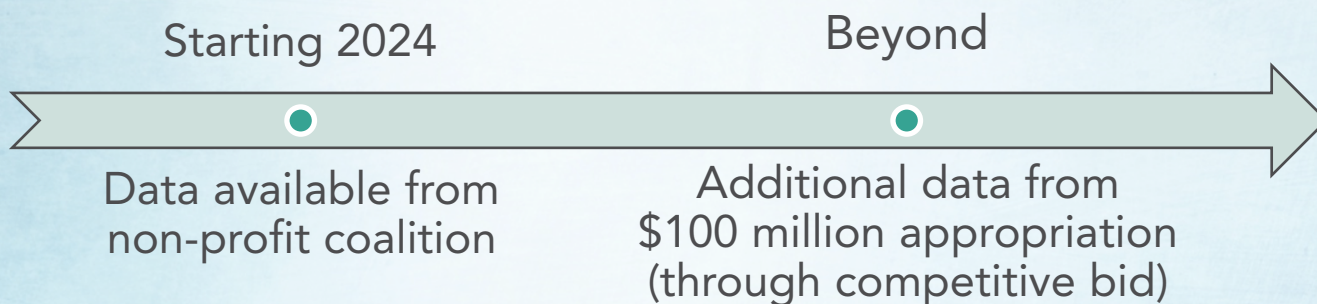 Starting 2024
Beyond
Data available from
non-profit coalition
Additional data from
$100 million appropriation
(through competitive bid)